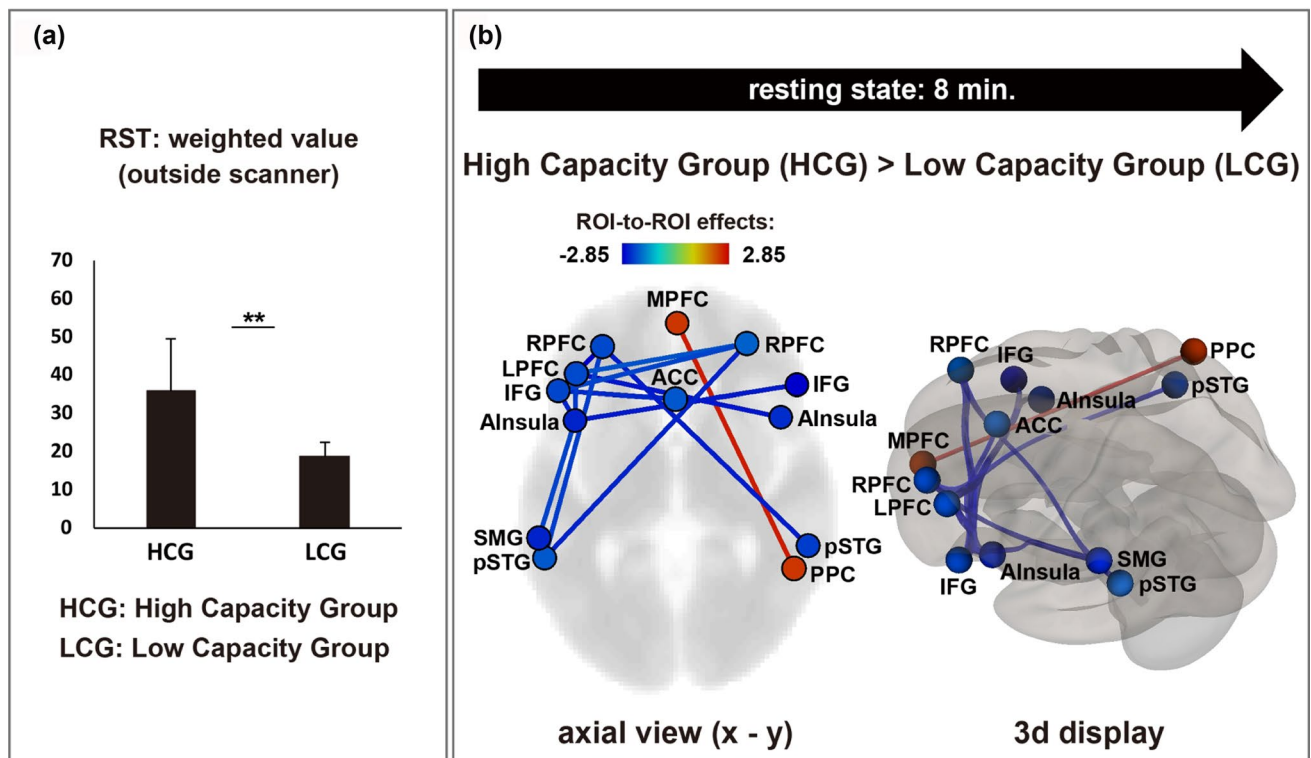 (a)
RST: weighted value
(outside scanner)
70
60
50
40
30
20
10
0
**
HCG
LCG
HCG: High Capacity Group
LCG: Low Capacity Group
(b)
resting state: 8 min.
High Capacity Group (HCG) > Low Capacity Group (LCG)
ROI-to-ROI effects:
-2.85
2.85
MPFC
RPFC
RPFC
LPFC
ACC
IFG
IFG
AInsula
AInsula
SMG
pSTG
pSTG
PPC
axial view (x - y)
RPFC
IFG
PPC
pSTG
AInsula
ACC
MPFC
RPFC
LPFC
IFG
AInsula
SMG
pSTG
3d display